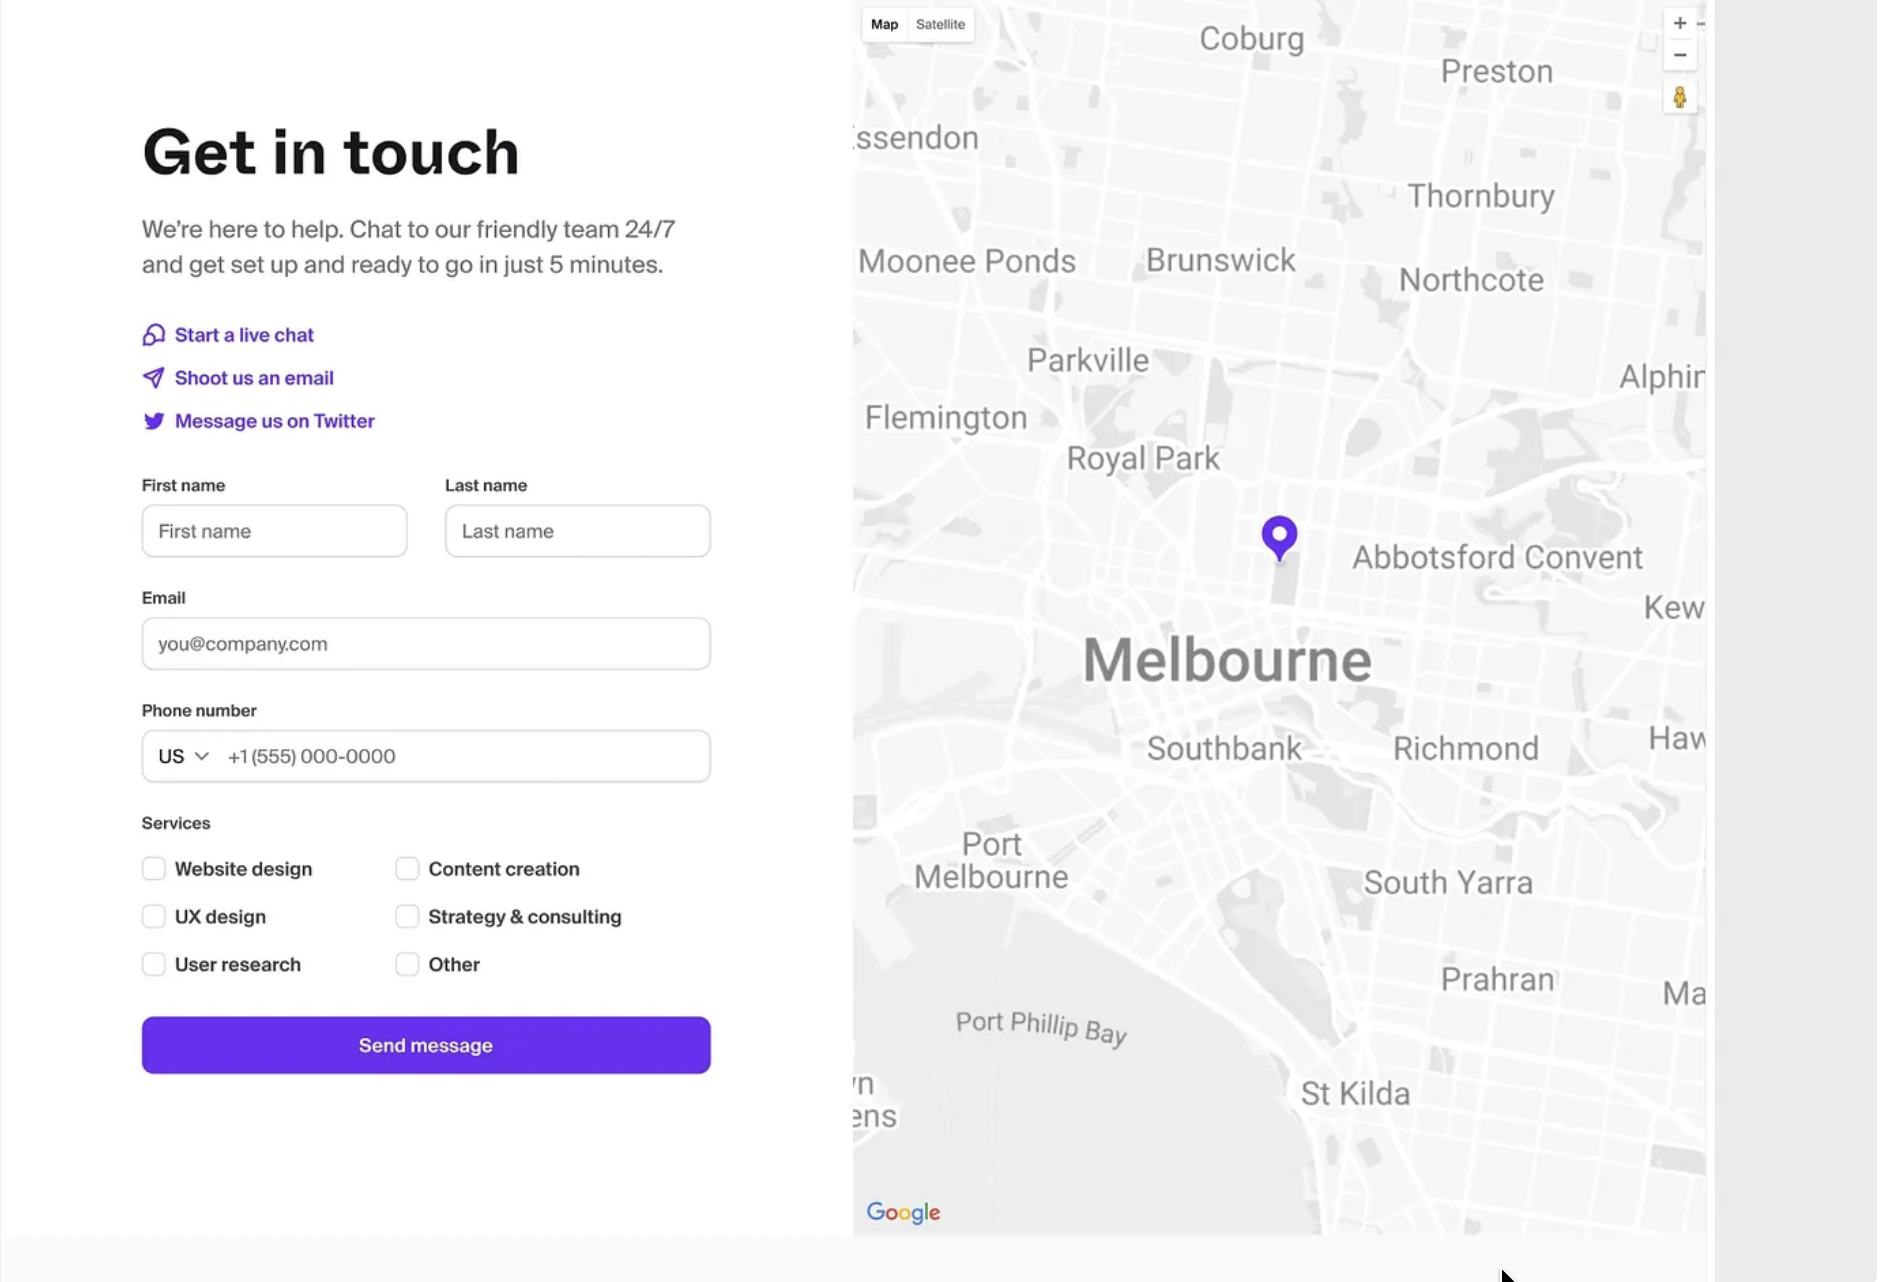 Get in touch
We're here to help. Chat to our friendly team 24/7
and get set up and ready to go in just 5 minutes.
Start a live chat
Shoot us an email
Message us on Twitter
First name
Last name
First name
Last name
Email
you@company.com
Phone number
US
+1 (555) 000-0000
Services
Website design
Content creation
UX design
Strategy & consulting
User research
Other
Send message
Map
Satellite
Coburg
Preston
ssendon
Thornbury
Moonee Ponds
Brunswick
Northcote
Parkville
Alphin
Flemington
Royal Park
Abbotsford Convent
Kew
Melbourne
Southbank
Richmond
Haw
Port
Melbourne
South Yarra
Prahran
Ma
Port Phillip Bay
St Kilda
n
ens
Google